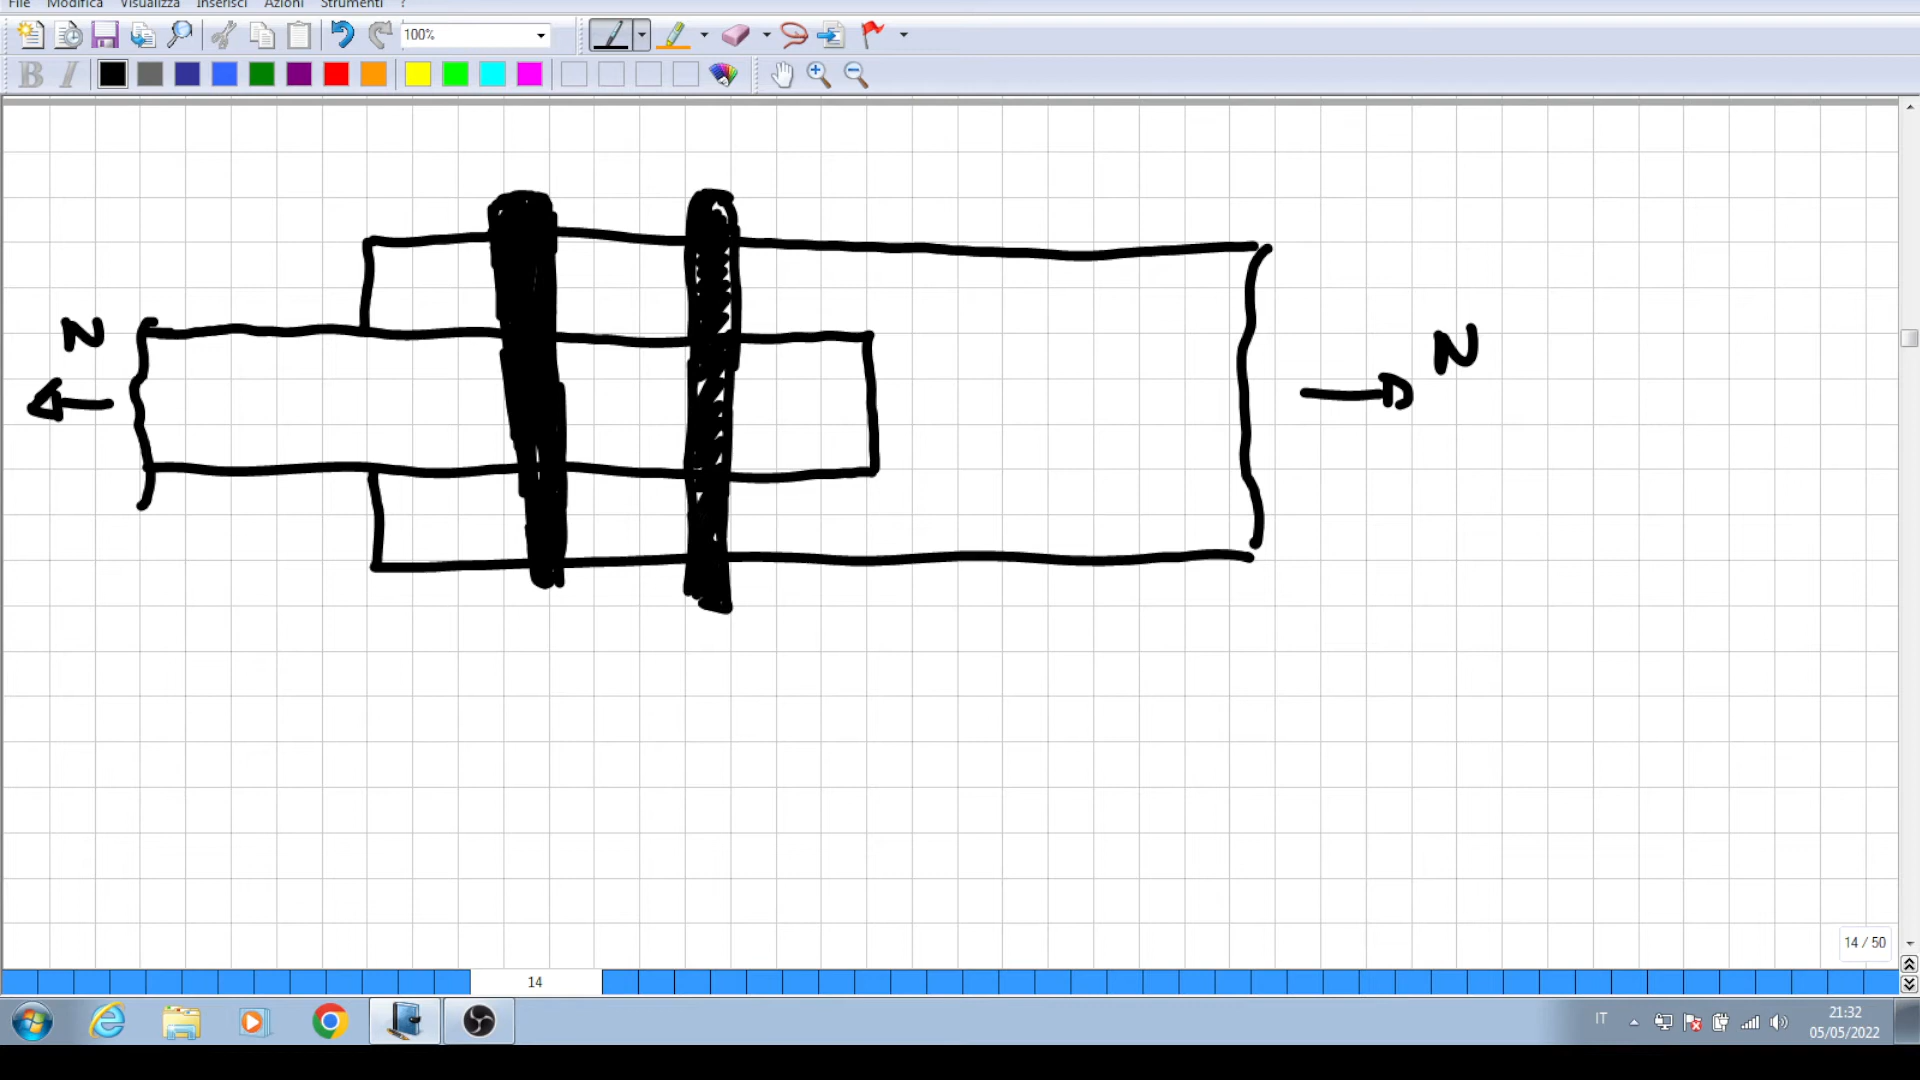 File Modifica Visualizza Inserisci Azioni Strumenti ?
100%
B I
N
N
14 / 50
14
IT
21:32
05/05/2022